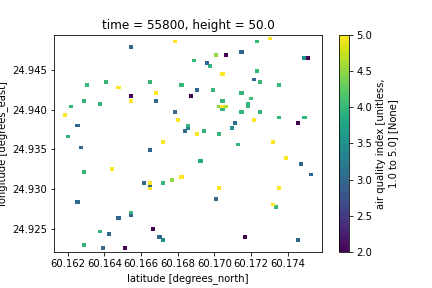 time = 55800, height = 50.0
longitude [degrees_east]
24.945
24.940
24.935
24.930
24.925
60.162 60.164 60.166 60.168 60.170 60.172 60.174
latitude [degrees_north]
5.0
4.5
4.0
3.5
3.0
2.5
2.0
air quality index [unitless,
1.0 to 5.0] [None]